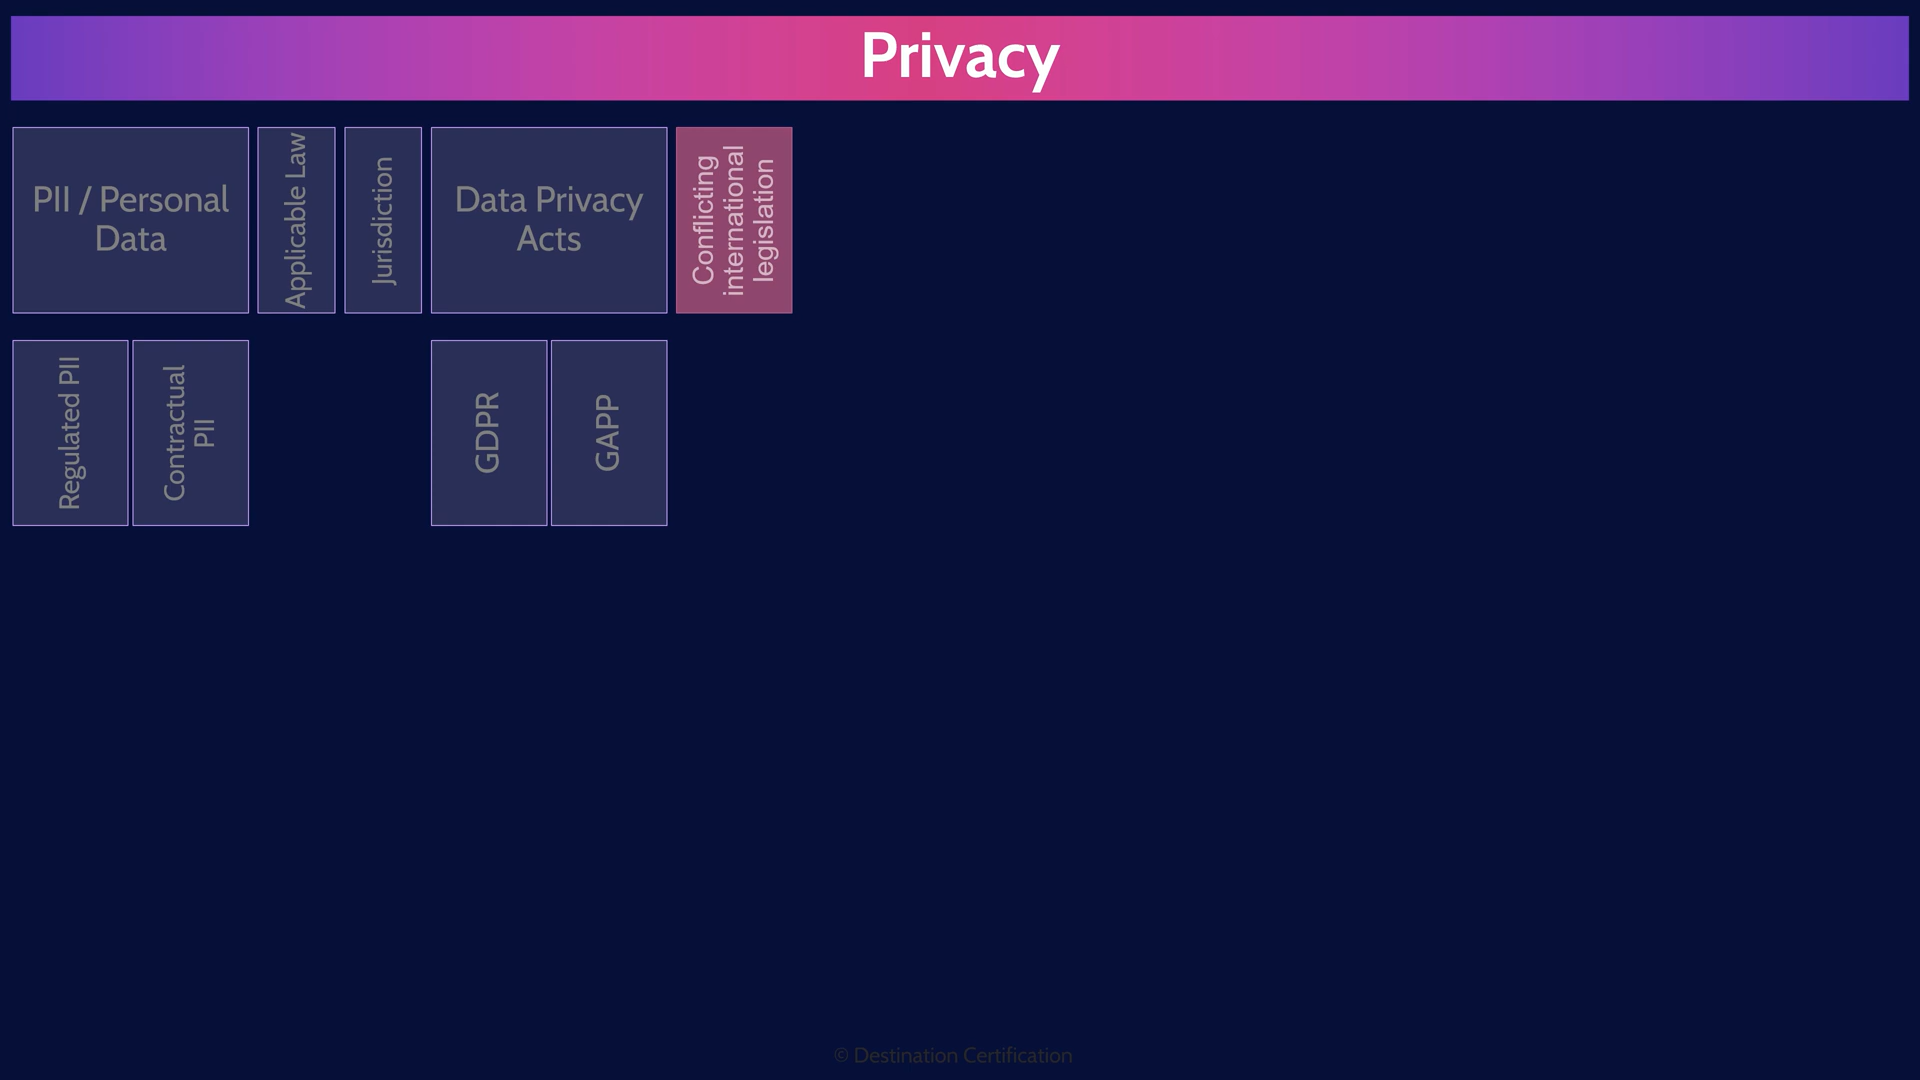 Privacy
PII / Personal
Data
Applicable Law
Jurisdiction
Data Privacy
Acts
Conflicting
international
legislation
Regulated PII
Contractual
PII
GDPR
GAPP
© Destination Certification